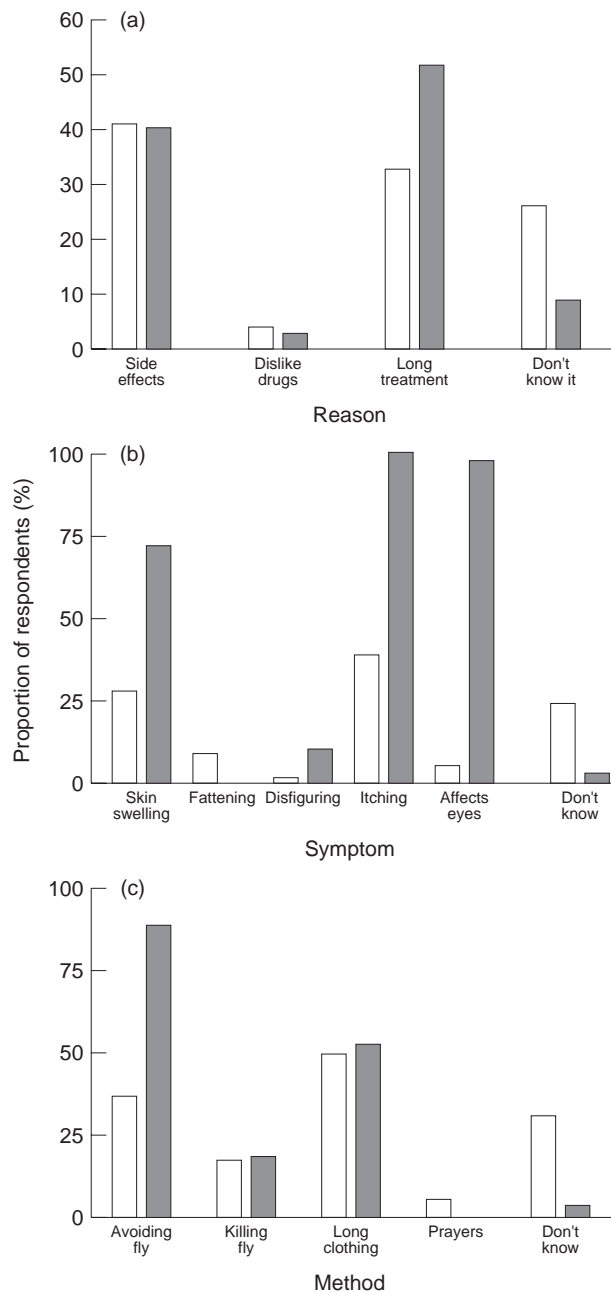 (a)
60
50
40
30
20
10
0
Side effects
Dislike drugs
Long treatment
Don't know it
Reason
Proportion of respondents (%)
(b)
100
75
50
25
0
Skin swelling
Fattening
Disfiguring
Itching
Affects eyes
Don't know
Symptom
(c)
100
75
50
25
0
Avoiding fly
Killing fly
Long clothing
Prayers
Don't know
Method